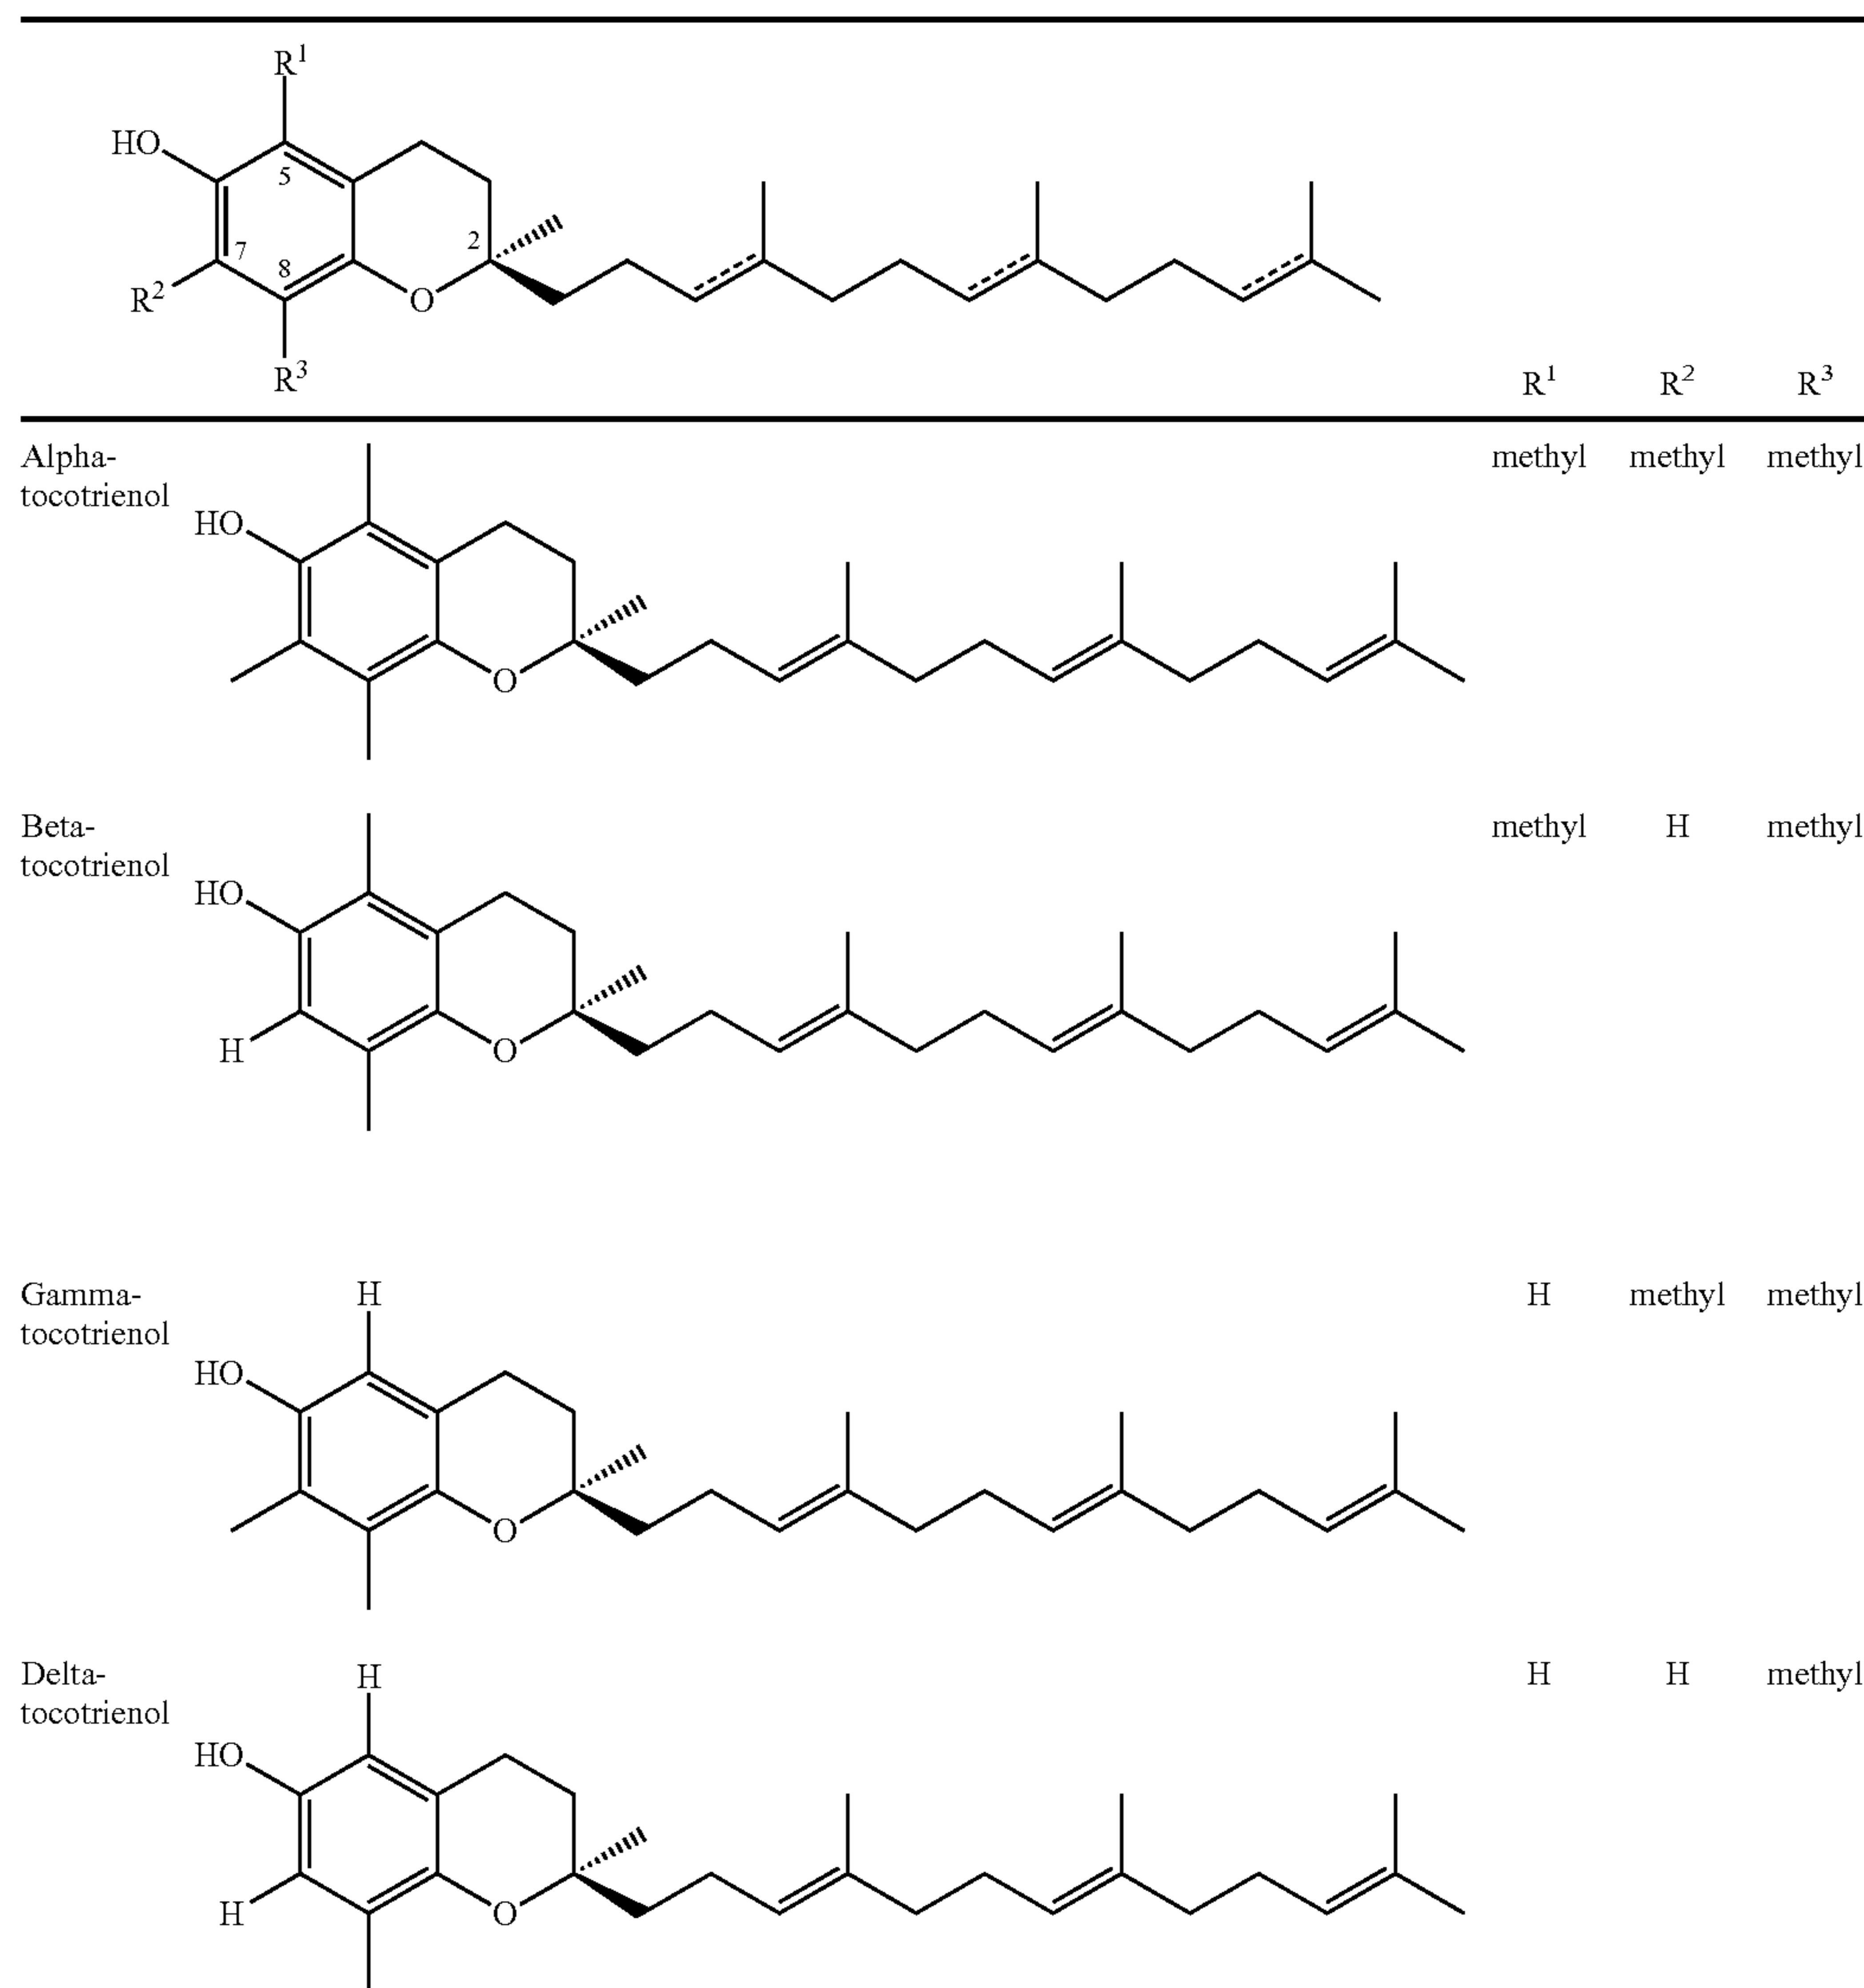 R¹
HO
5
2
7
8
R²
O
R³
R¹ R² R³
Alpha-
tocotrienol
methyl methyl methyl
HO
O
Beta-
tocotrienol
methyl H methyl
HO
H
O
Gamma-
tocotrienol
H
H methyl methyl
HO
O
Delta-
tocotrienol
H
H H methyl
HO
H
O